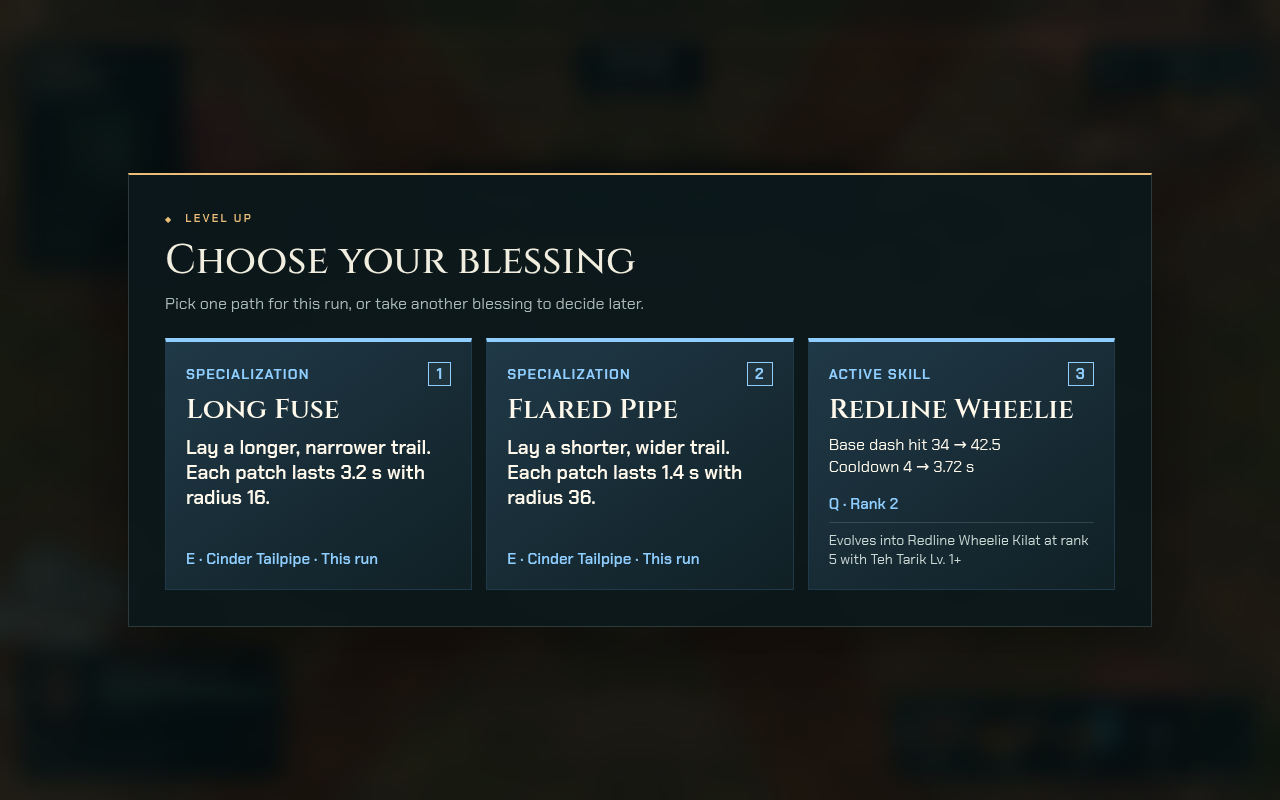 ◆ LEVEL UP
Choose your blessing
Pick one path for this run, or take another blessing to decide later.
SPECIALIZATION 1
Long Fuse
Lay a longer, narrower trail.
Each patch lasts 3.2 s with
radius 16.
E · Cinder Tailpipe · This run
SPECIALIZATION 2
Flared Pipe
Lay a shorter, wider trail.
Each patch lasts 1.4 s with
radius 36.
E · Cinder Tailpipe · This run
ACTIVE SKILL 3
Redline Wheelie
Base dash hit 34 → 42.5
Cooldown 4 → 3.72 s
Q · Rank 2
Evolves into Redline Wheelie Kilat at rank
5 with Teh Tarik Lv. 1+